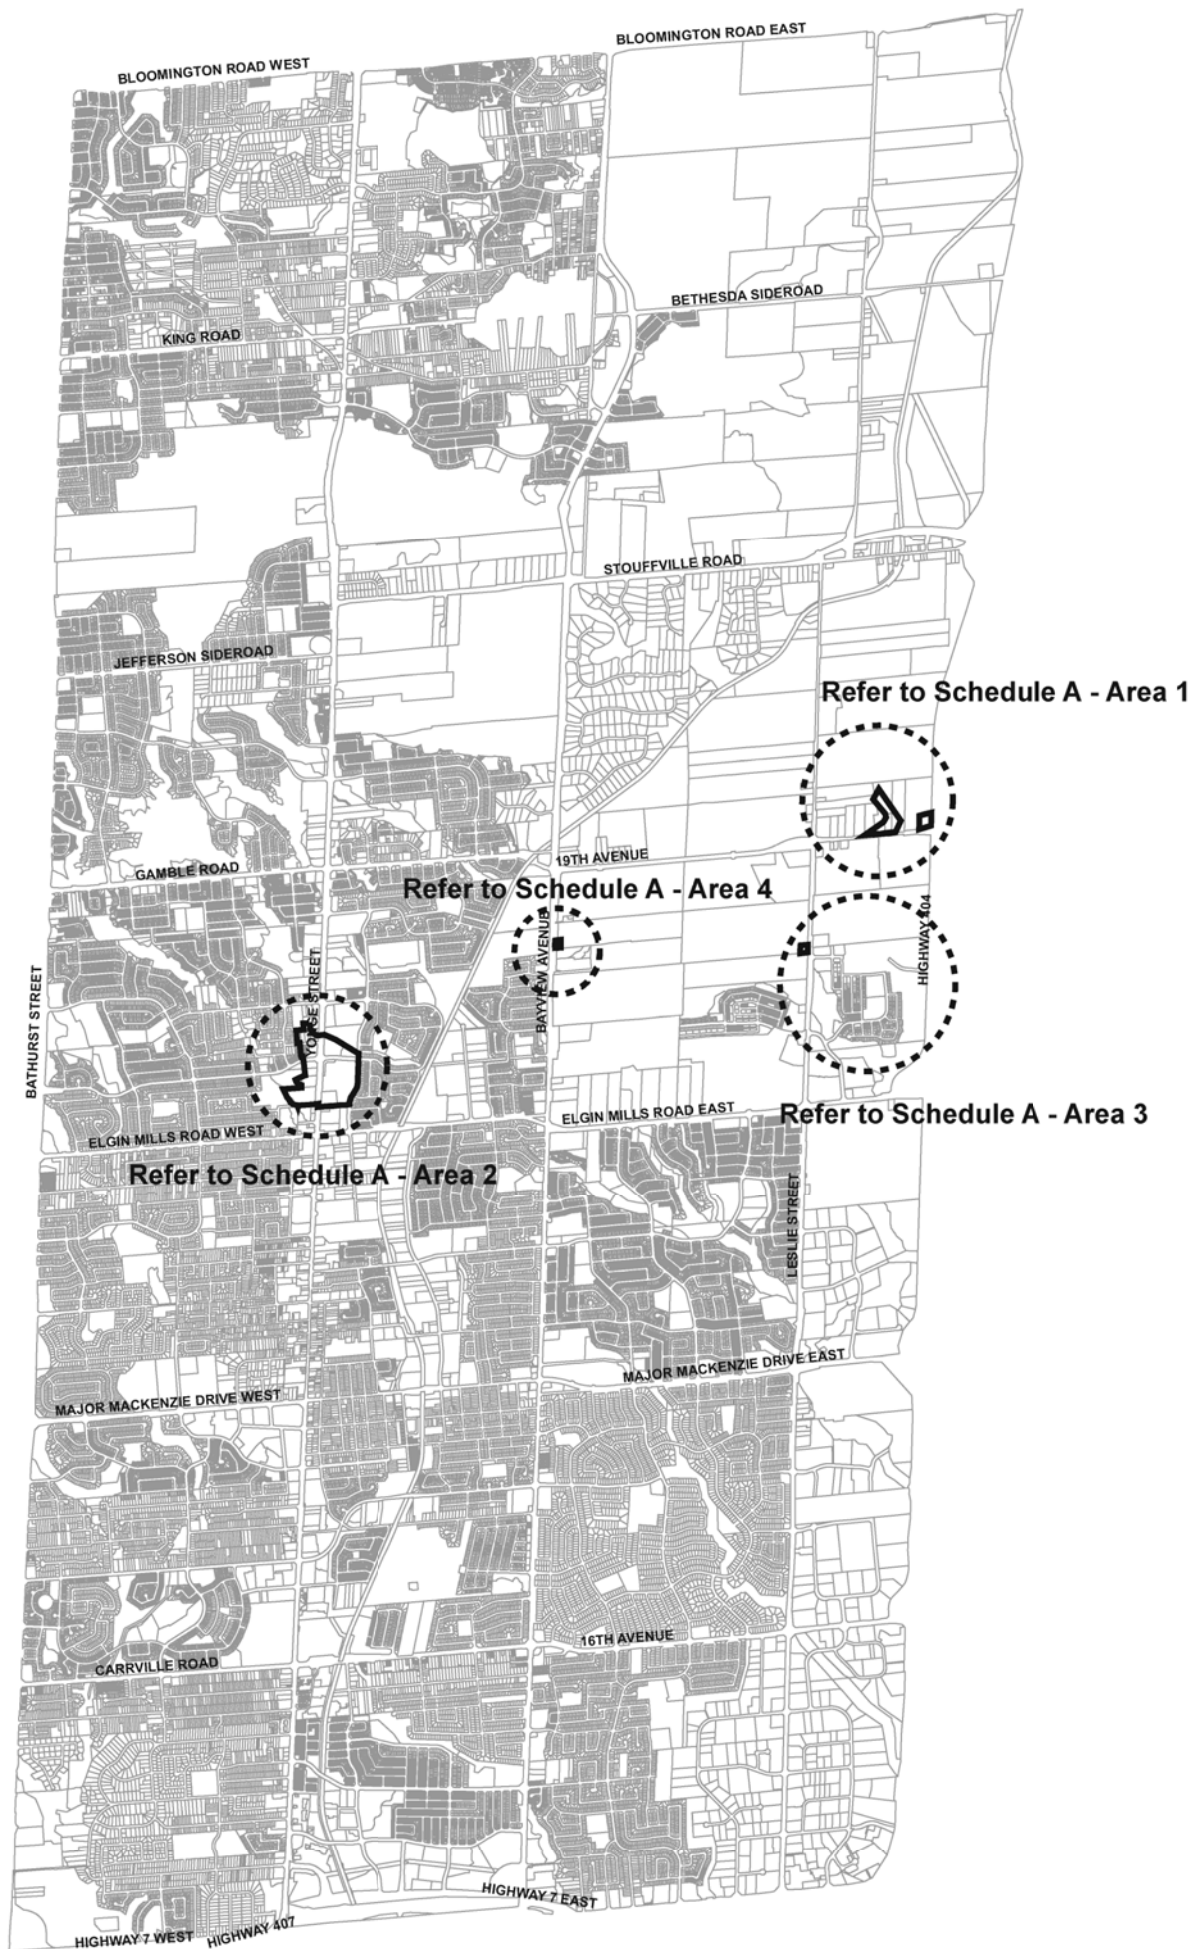 BLOOMINGTON ROAD EAST
BLOOMINGTON ROAD WEST
BETHESDA SIDEROAD
KING ROAD
STOUFFVILLE ROAD
JEFFERSON SIDEROAD
Refer to Schedule A - Area 1
19TH AVENUE
GAMBLE ROAD
Refer to Schedule A - Area 4
HIGHWAY 404
BAYVIEW AVENUE
YONGE STREET
BATHURST STREET
ELGIN MILLS ROAD EAST
Refer to Schedule A - Area 3
ELGIN MILLS ROAD WEST
Refer to Schedule A - Area 2
LESLIE STREET
MAJOR MACKENZIE DRIVE EAST
MAJOR MACKENZIE DRIVE WEST
16TH AVENUE
CARRVILLE ROAD
HIGHWAY 7 EAST
HIGHWAY 7 WEST
HIGHWAY 407